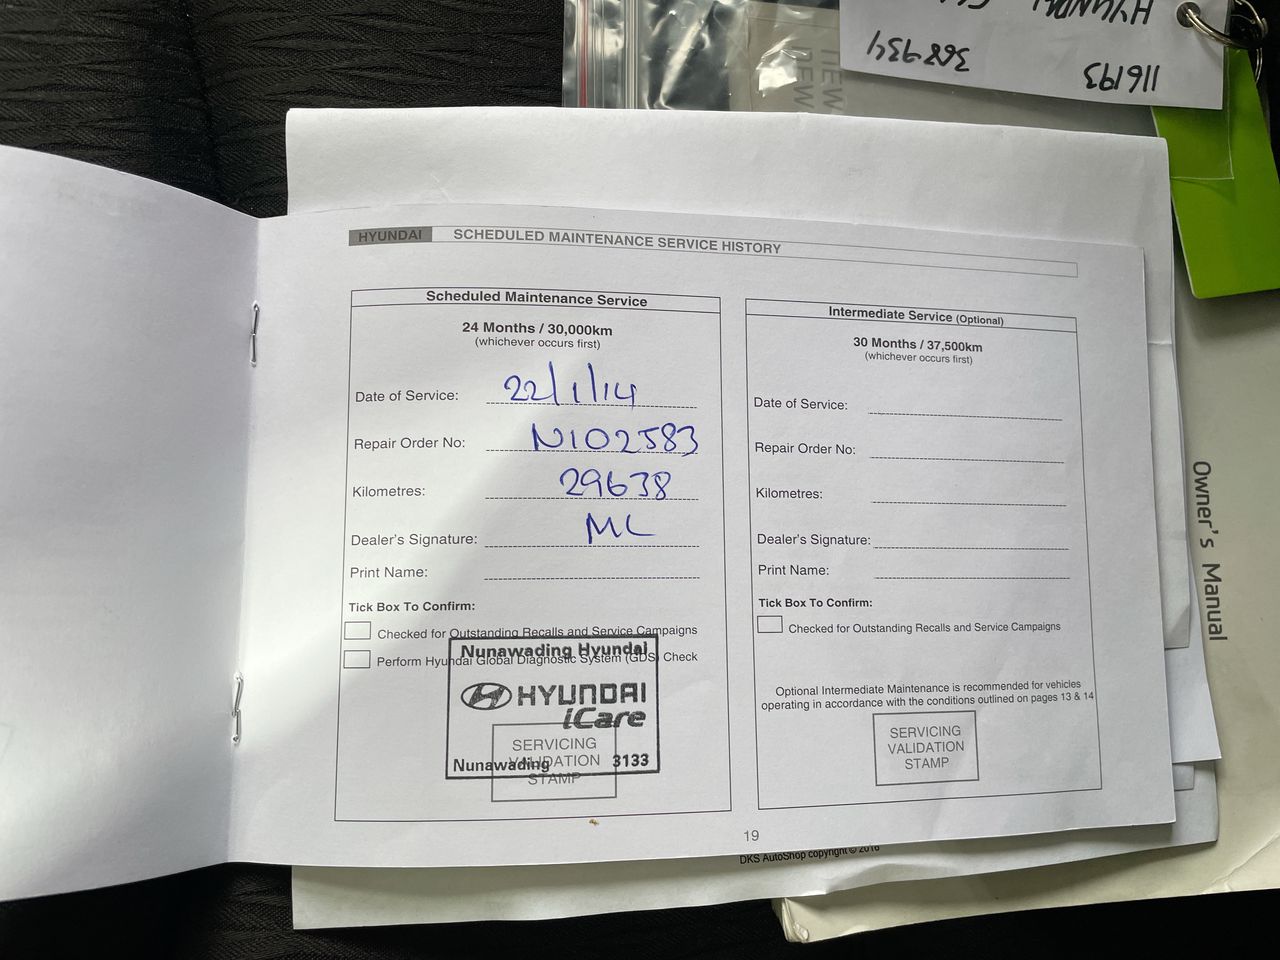 HYUNDAI
368934
116193
HYUNDAI SCHEDULED MAINTENANCE SERVICE HISTORY
Scheduled Maintenance Service
24 Months / 30,000km
(whichever occurs first)
Date of Service: 22/1/14
Repair Order No: N102583
Kilometres: 29638
Dealer's Signature: ML
Print Name:
Tick Box To Confirm:
Checked for Outstanding Recalls and Service Campaigns
Perform Hyundai Global Diagnostic System (GDS) Check
Nunawading Hyundai
HYUNDAI
iCare
Nunawading 3133
SERVICING
VALIDATION
STAMP
Intermediate Service (Optional)
30 Months / 37,500km
(whichever occurs first)
Date of Service:
Repair Order No:
Kilometres:
Dealer's Signature:
Print Name:
Tick Box To Confirm:
Checked for Outstanding Recalls and Service Campaigns
Optional Intermediate Maintenance is recommended for vehicles
operating in accordance with the conditions outlined on pages 13 & 14
SERVICING
VALIDATION
STAMP
19
DKS AutoShop copyright © 2016
Owner's Manual